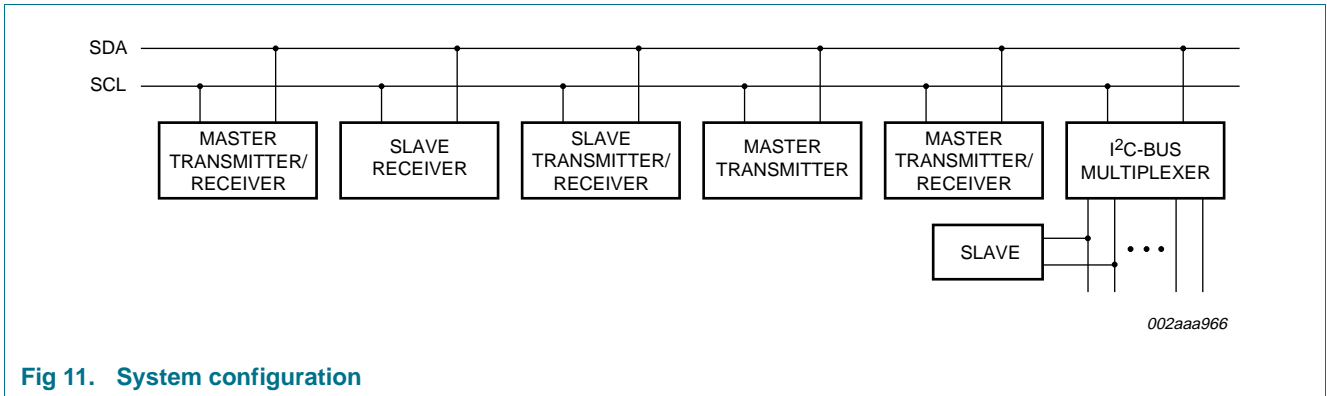 SDA
SCL
MASTER
TRANSMITTER/
RECEIVER
SLAVE
RECEIVER
SLAVE
TRANSMITTER/
RECEIVER
MASTER
TRANSMITTER
MASTER
TRANSMITTER/
RECEIVER
I²C-BUS
MULTIPLEXER
SLAVE
002aaa966
Fig 11. System configuration